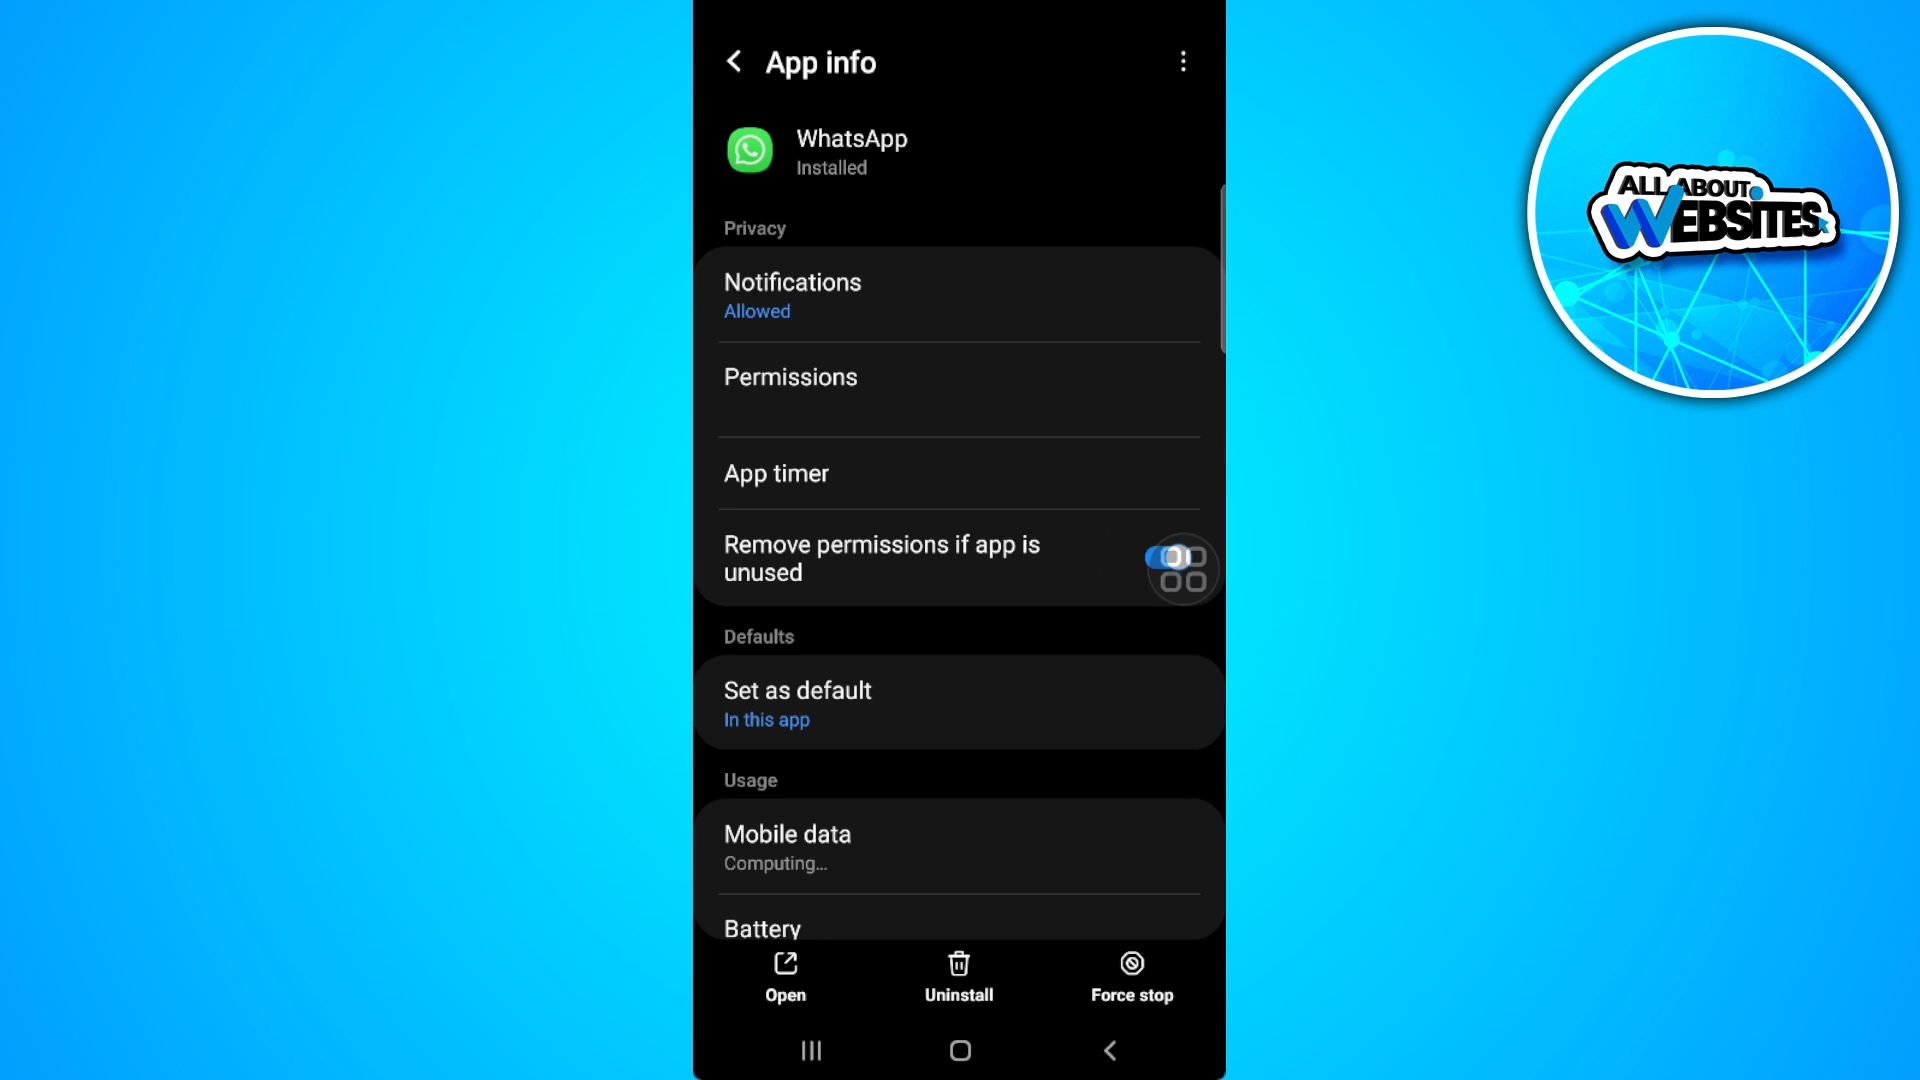 App info
WhatsApp
Installed
Privacy
Notifications
Allowed
Permissions
App timer
Remove permissions if app is
unused
Defaults
Set as default
In this app
Usage
Mobile data
Computing...
Battery
Open
Uninstall
Force stop
ALL ABOUT
WEBSITES